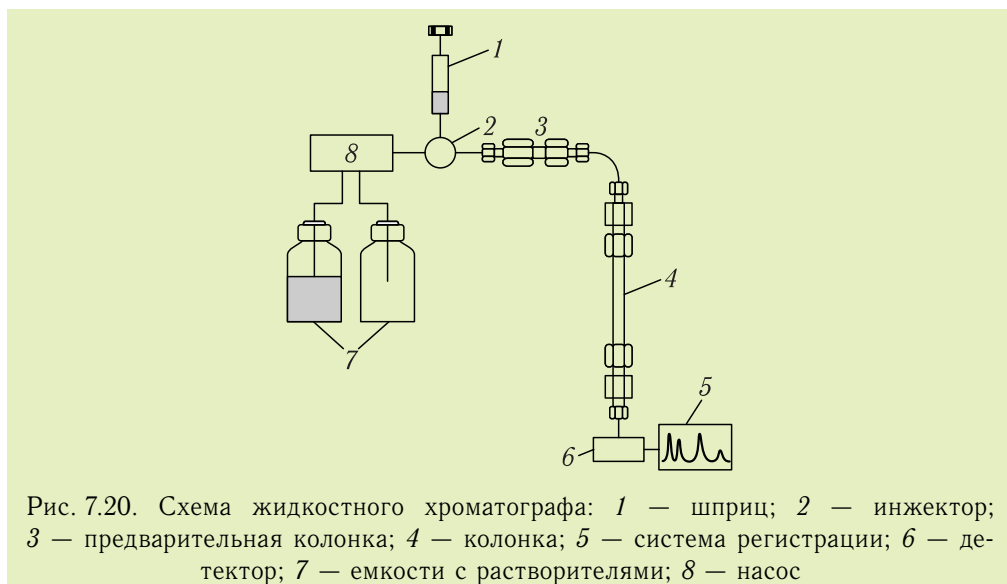 1
2
3
8
4
7
5
6
Рис. 7.20. Схема жидкостного хроматографа: 1 — шприц; 2 — инжектор;
3 — предварительная колонка; 4 — колонка; 5 — система регистрации; 6 — де-
тектор; 7 — емкости с растворителями; 8 — насос